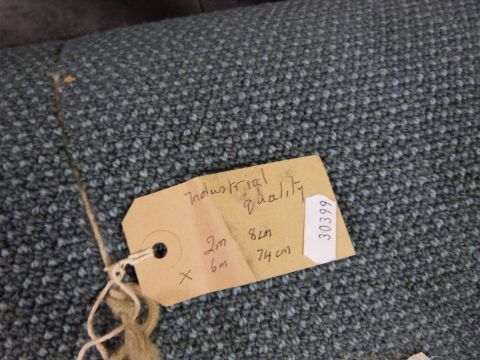 Industrial
quality
2m 8cm
x 6m 74cm
30399